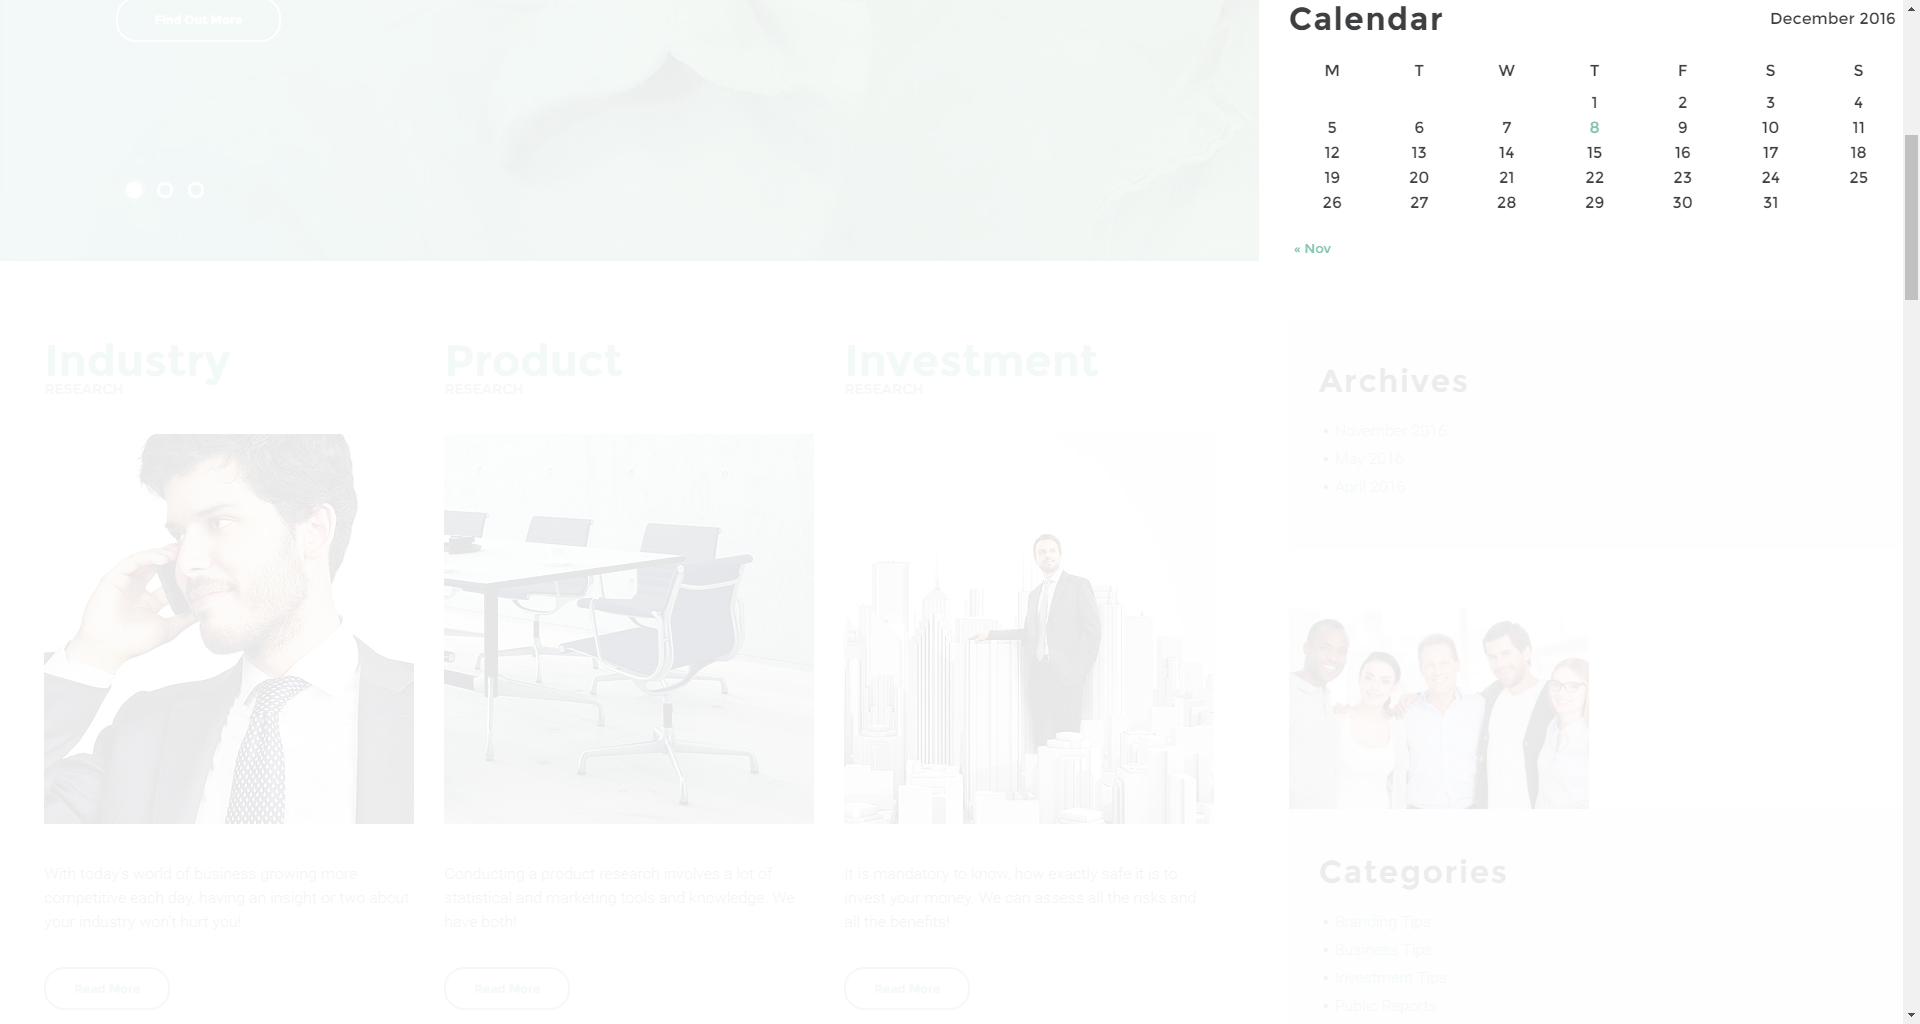 Find Out More
Calendar
December 2016
M T W T F S S
1 2 3 4
5 6 7 8 9 10 11
12 13 14 15 16 17 18
19 20 21 22 23 24 25
26 27 28 29 30 31
« Nov
Industry
RESEARCH
With today's world of business growing more
competitive each day, having an insight or two about
your industry won't hurt you!
Read More
Product
RESEARCH
Conducting a product research involves a lot of
statistical and marketing tools and knowledge. We
have both!
Read More
Investment
RESEARCH
It is mandatory to know, how exactly safe it is to
invest your money. We can assess all the risks and
all the benefits!
Read More
Archives
• November 2016
• May 2016
• April 2016
Categories
• Branding Tips
• Business Tips
• Investment Tips
• Public Reports